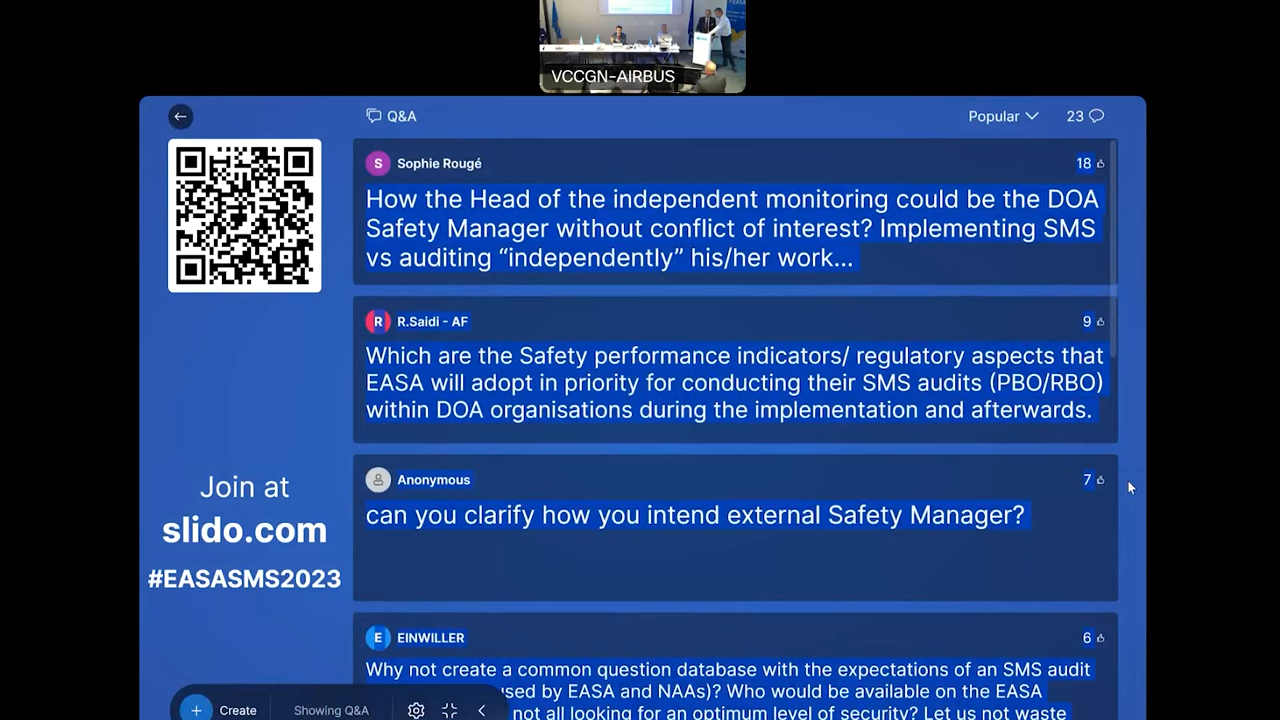 EASA
VCCGN-AIRBUS
Q&A
Popular
23
S
Sophie Rougé
18
How the Head of the independent monitoring could be the DOA
Safety Manager without conflict of interest? Implementing SMS
vs auditing “independently” his/her work...
R
R.Saidi - AF
9
Which are the Safety performance indicators/ regulatory aspects that
EASA will adopt in priority for conducting their SMS audits (PBO/RBO)
within DOA organisations during the implementation and afterwards.
Join at
slido.com
#EASASMS2023
Anonymous
7
can you clarify how you intend external Safety Manager?
E
EINWILLER
6
Why not create a common question database with the expectations of an SMS audit
used by EASA and NAAs)? Who would be available on the EASA
not all looking for an optimum level of security? Let us not waste
Create
Showing Q&A